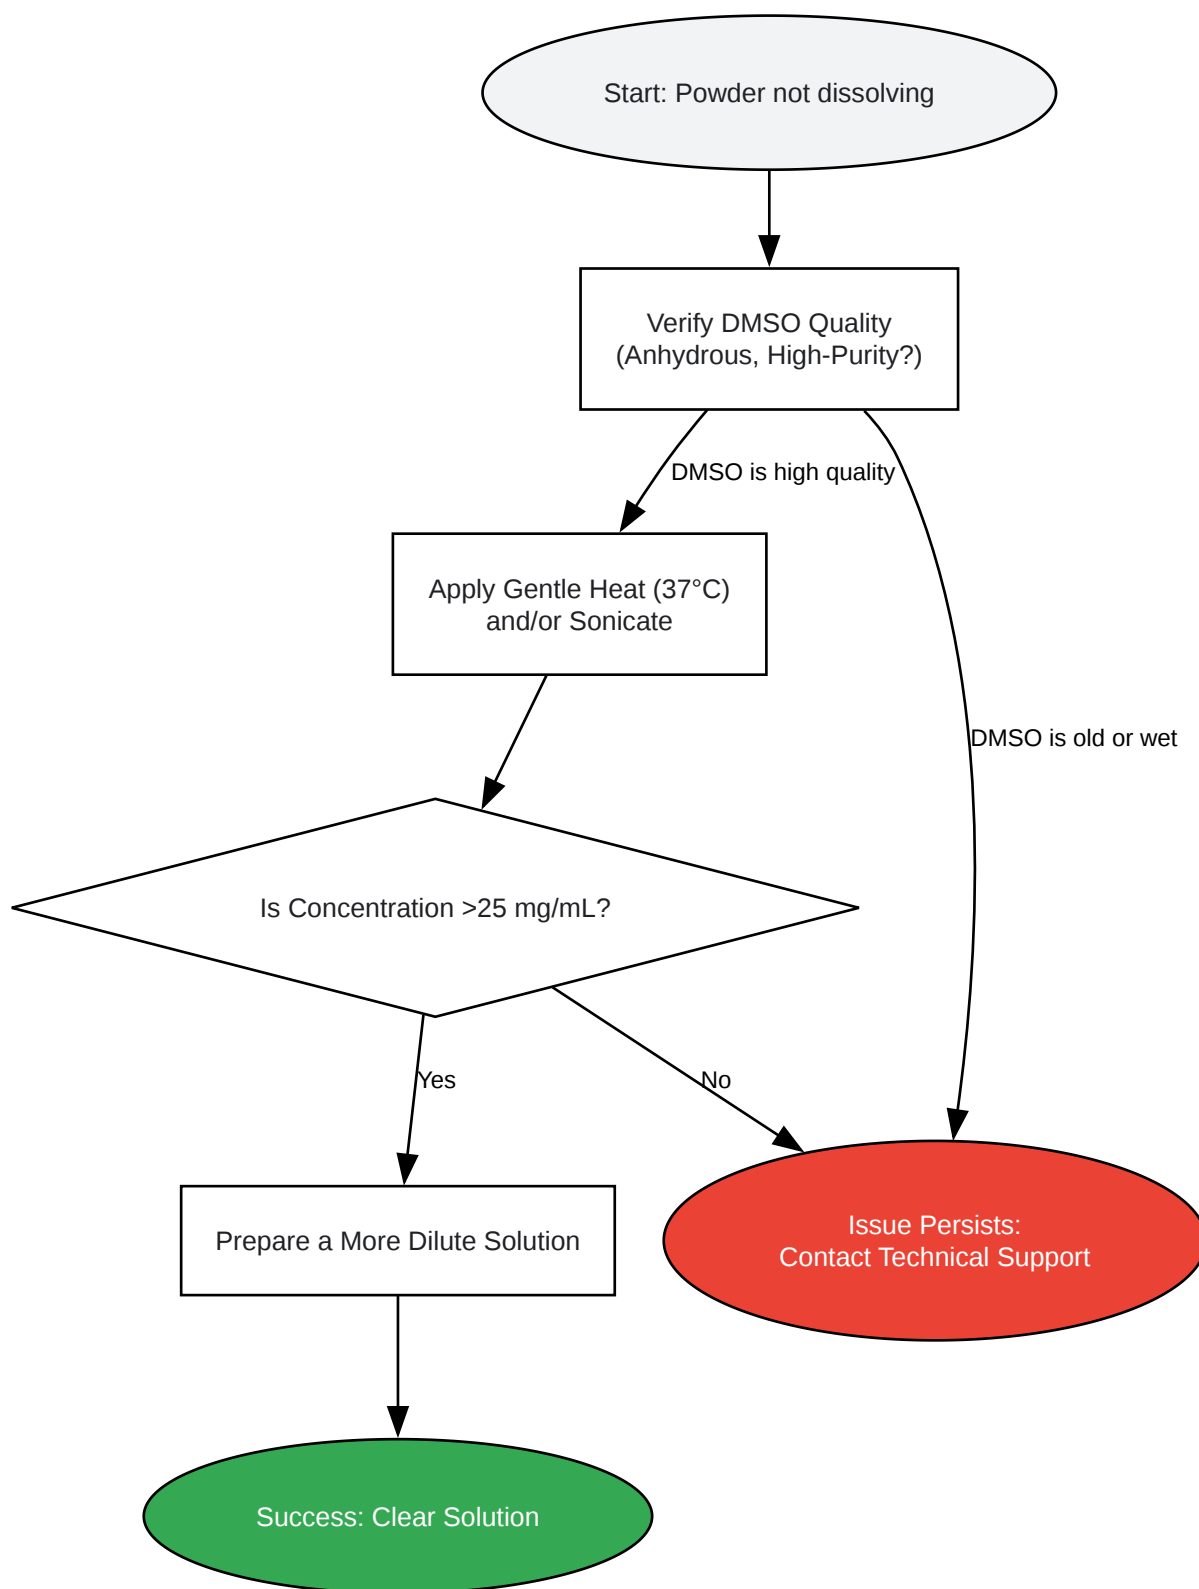 Start: Powder not dissolving
Verify DMSO Quality
(Anhydrous, High-Purity?)
DMSO is high quality
Apply Gentle Heat (37°C)
and/or Sonicate
DMSO is old or wet
Is Concentration >25 mg/mL?
Yes
No
Prepare a More Dilute Solution
Issue Persists:
Contact Technical Support
Success: Clear Solution